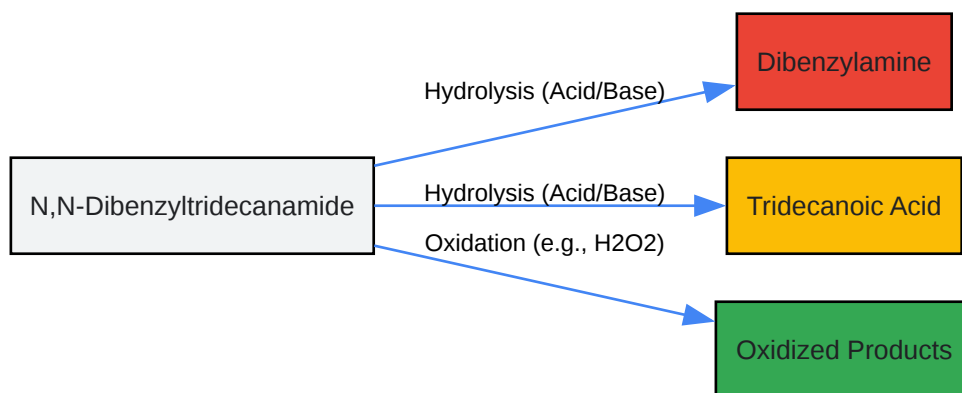 Dibenzylamine
Hydrolysis (Acid/Base)
N,N-Dibenzyltridecanamide
Hydrolysis (Acid/Base)
Tridecanoic Acid
Oxidation (e.g., H2O2)
Oxidized Products